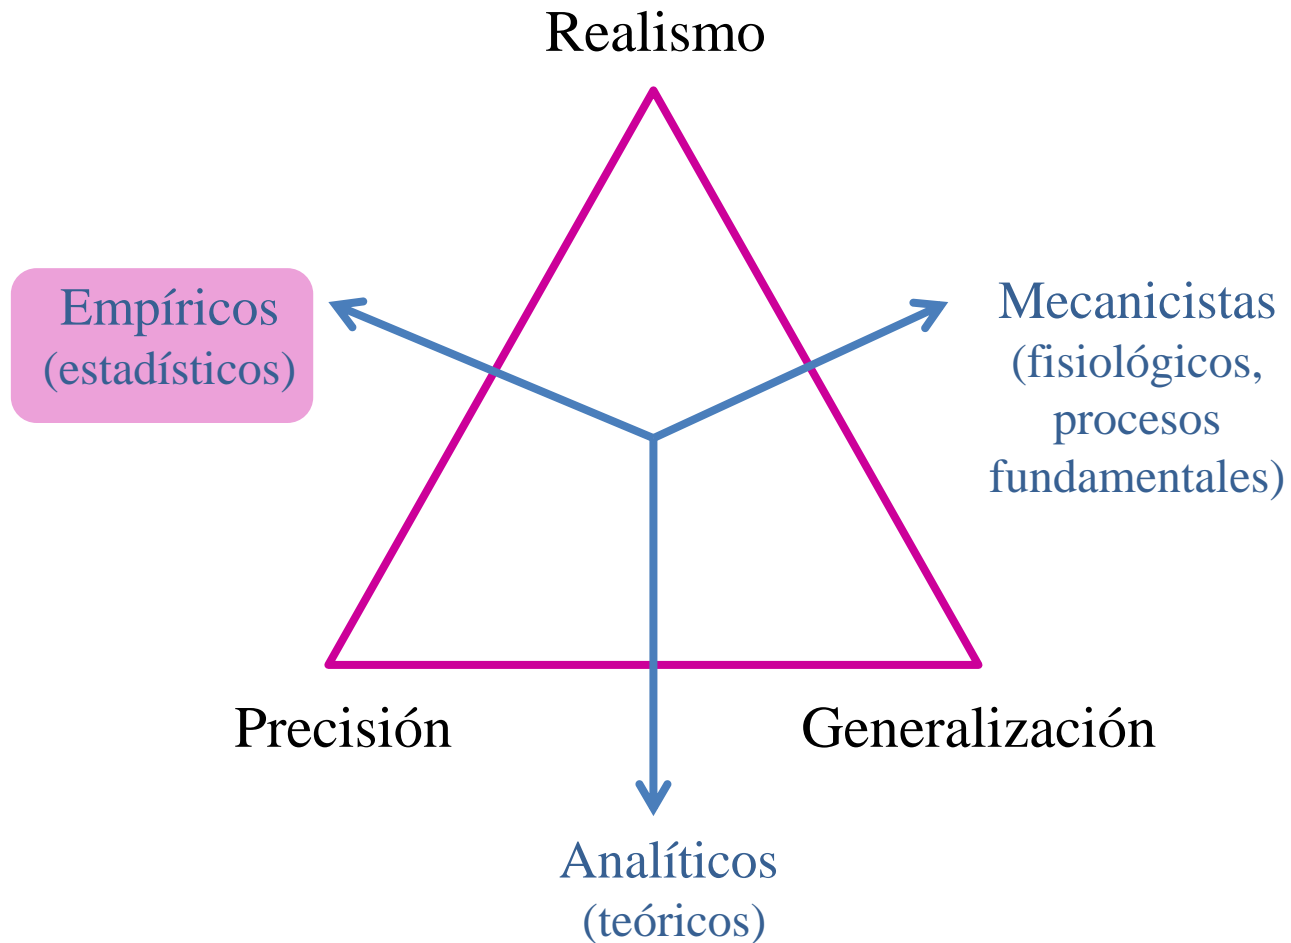 Realismo
Empíricos
(estadísticos)
Mecanicistas
(fisiológicos,
procesos
fundamentales)
Precisión
Generalización
Analíticos
(teóricos)